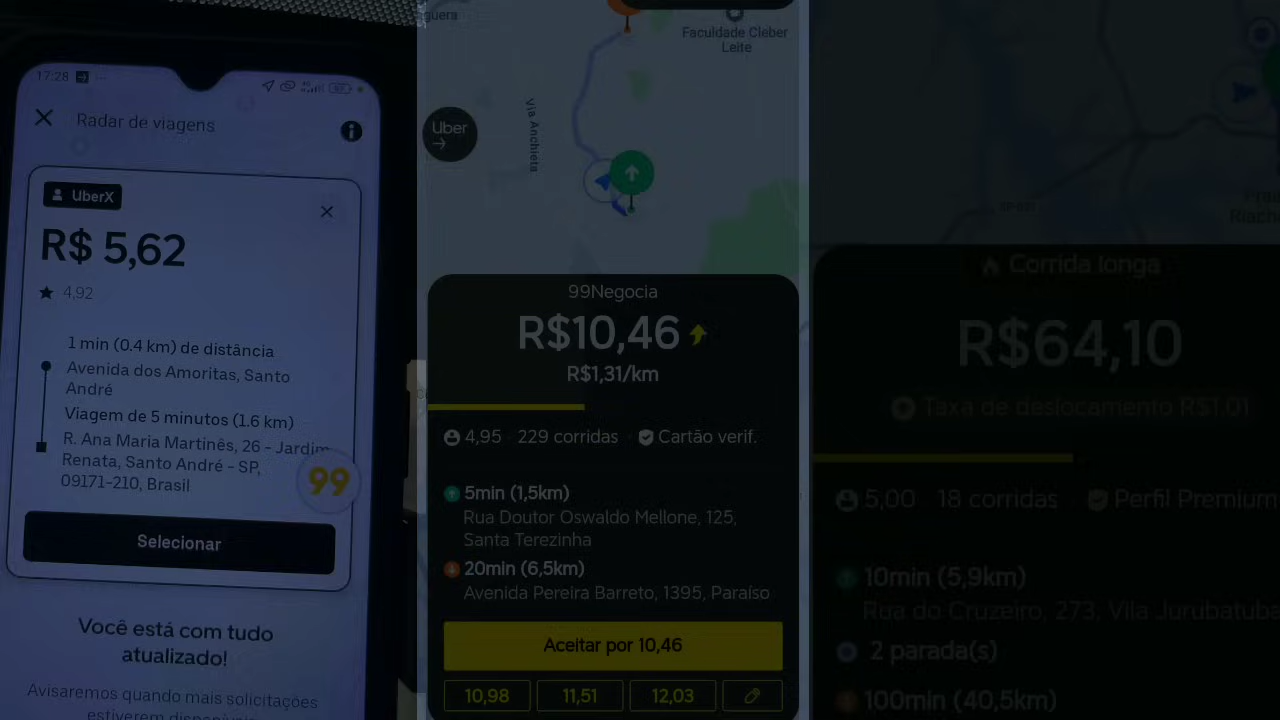 17:28
Radar de viagens
UberX
R$ 5,62
4,92
1 min (0.4 km) de distância
Avenida dos Amoritas, Santo
André
Viagem de 5 minutos (1.6 km)
R. Ana Maria Martinês, 26 - Jardim
Renata, Santo André - SP,
09171-210, Brasil
99
Selecionar
Você está com tudo
atualizado!
Avisaremos quando mais solicitações
estiverem
guera
Faculdade Cleber
Leite
Via Anchieta
Uber
99Negocia
R$10,46
R$1,31/km
4,95 · 229 corridas · Cartão verif.
5min (1,5km)
Rua Doutor Oswaldo Mellone, 125,
Santa Terezinha
20min (6,5km)
Avenida Pereira Barreto, 1395, Paraíso
Aceitar por 10,46
10,98 11,51 12,03
Riach
Corrida longa
R$64,10
Taxa de deslocamento R$1,01
5,00 · 18 corridas Perfil Premium
10min (5,9km)
Rua do Cruzeiro, 273, Vila Jurubatuba
2 parada(s)
100min (40,5km)